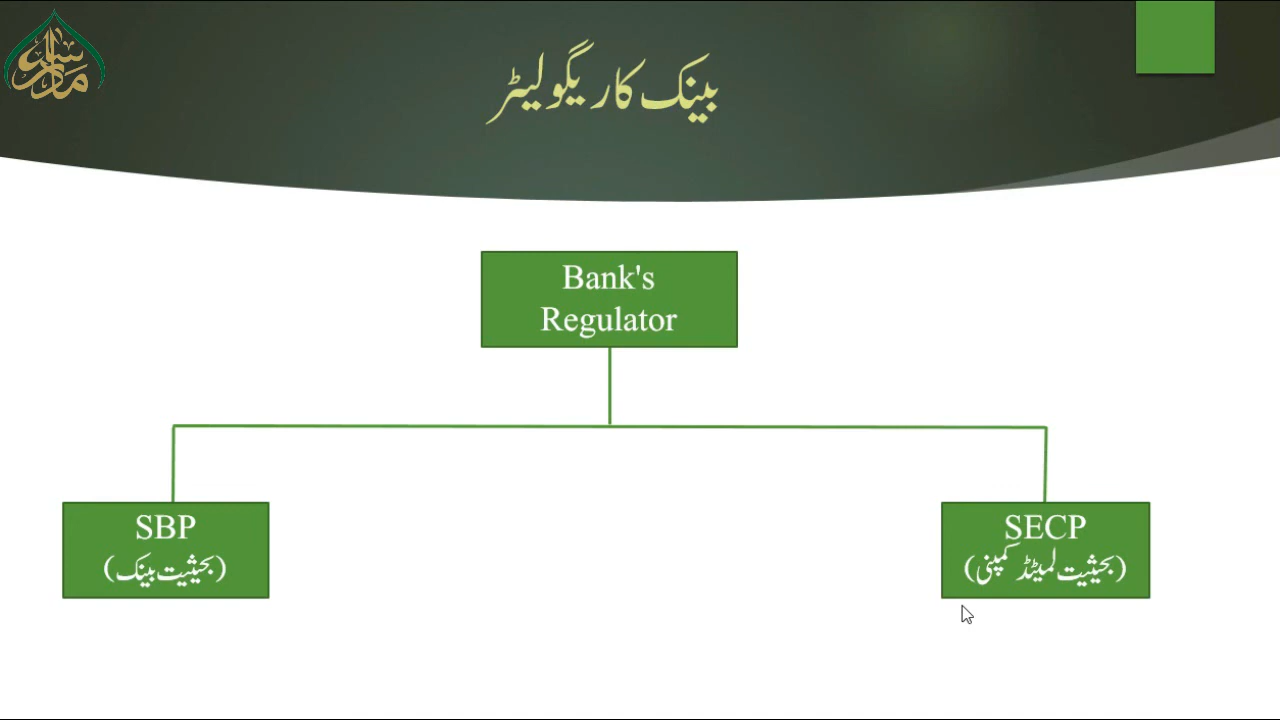 بینک کا ریگولیٹر
Bank's
Regulator
SBP
(بحیثیت بینک)
SECP
(بحیثیت لمیٹڈ کمپنی)